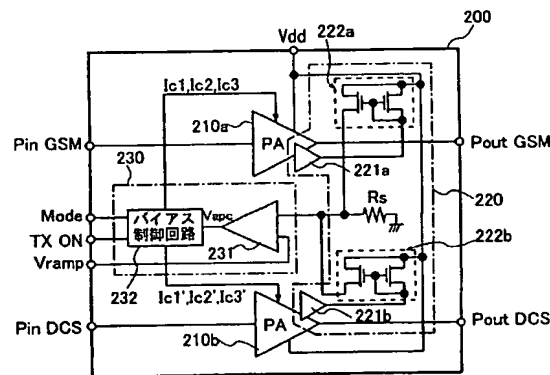 Vdd
200
222a
Ic1,Ic2,Ic3
210a
Pin GSM
PA
Pout GSM
221a
230
220
Mode
バイアス
制御回路
Vapc
Rs
TX ON
231
222b
Vramp
232
Ic1',Ic2',Ic3'
Pin DCS
PA
221b
Pout DCS
210b